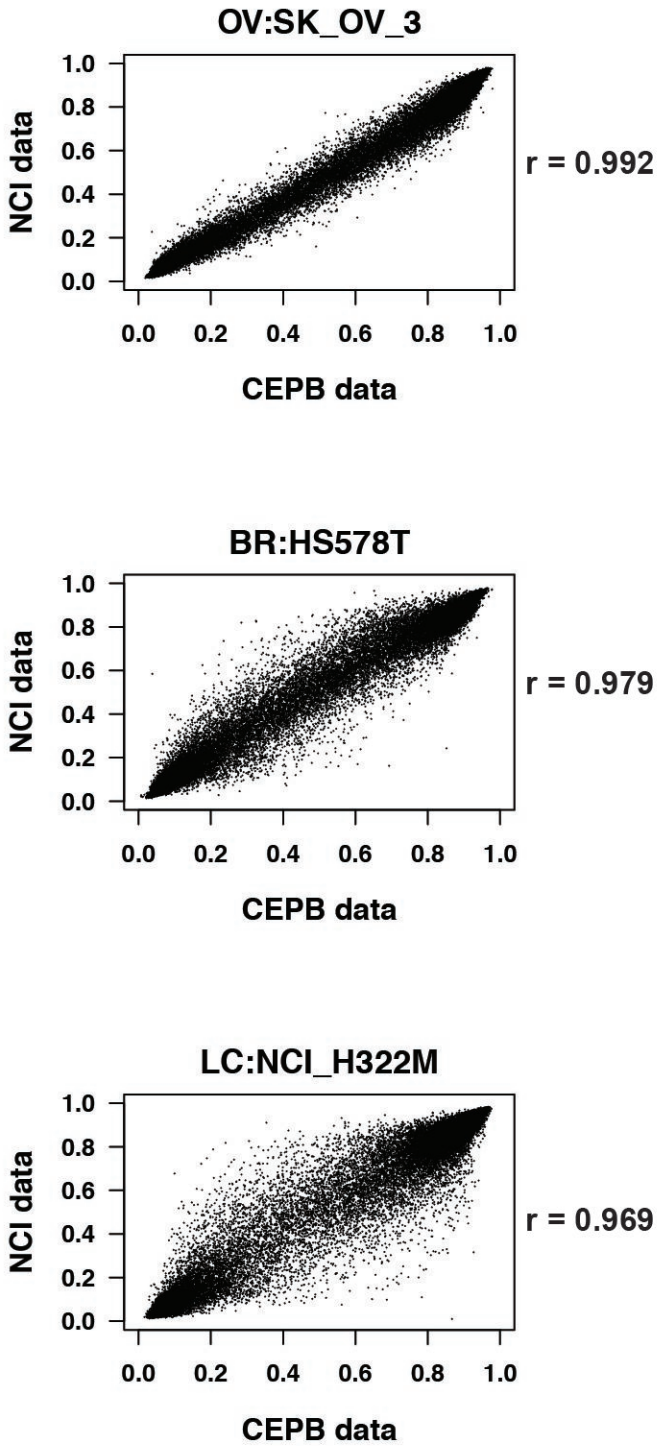 OV:SK_OV_3
1.0
0.8
0.6
0.4
0.2
0.0
NCI data
r = 0.992
0.0 0.2 0.4 0.6 0.8 1.0
CEPB data
BR:HS578T
1.0
0.8
0.6
0.4
0.2
0.0
NCI data
r = 0.979
0.0 0.2 0.4 0.6 0.8 1.0
CEPB data
LC:NCI_H322M
1.0
0.8
0.6
0.4
0.2
0.0
NCI data
r = 0.969
0.0 0.2 0.4 0.6 0.8 1.0
CEPB data